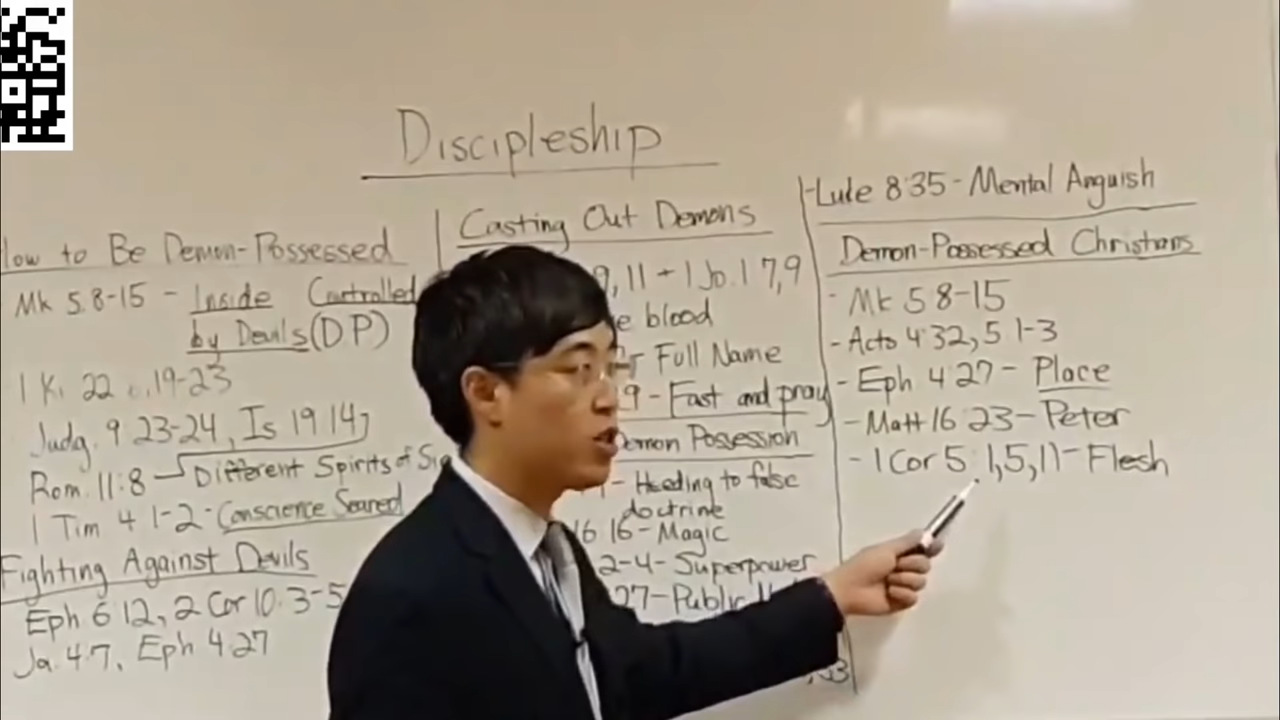 Discipleship
How to Be Demon-Possessed
Mk 5:8-15 - Inside Controlled
by Devils (DP)
1 Ki 22 19-23
Judg. 9:23-24, Is 19:14
Rom. 11:8 Different Spirits of
1 Tim 4:1-2 - Conscience Seared
Fighting Against Devils
Eph 6:12, 2 Cor 10:3-5
Ja. 4:7, Eph 4:27
Casting Out Demons
9, 11 + 1 Jo. 1:7,9
blood
Full Name
9 - Fast and pray
Demon Possession
- Heeding to false
doctrine
16:16 - Magic
2-4 - Superpower
27 - Public
- Luke 8:35 - Mental Anguish
Demon-Possessed Christians
- Mk 5:8-15
- Acts 4:32, 5:1-3
- Eph 4:27 - Place
- Matt 16:23 - Peter
- 1 Cor 5:1,5,11 - Flesh